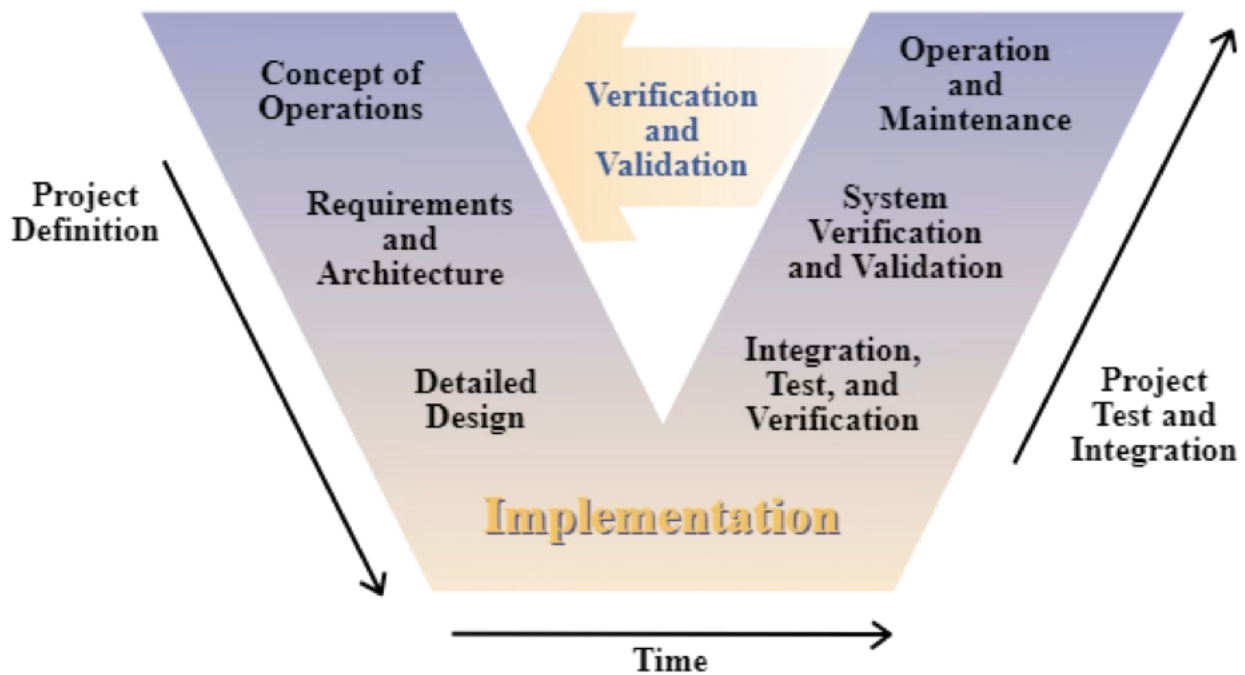 Concept of
Operations
Verification
and
Validation
Operation
and
Maintenance
Project
Definition
Requirements
and
Architecture
System
Verification
and Validation
Detailed
Design
Integration,
Test, and
Verification
Project
Test and
Integration
Implementation
Time